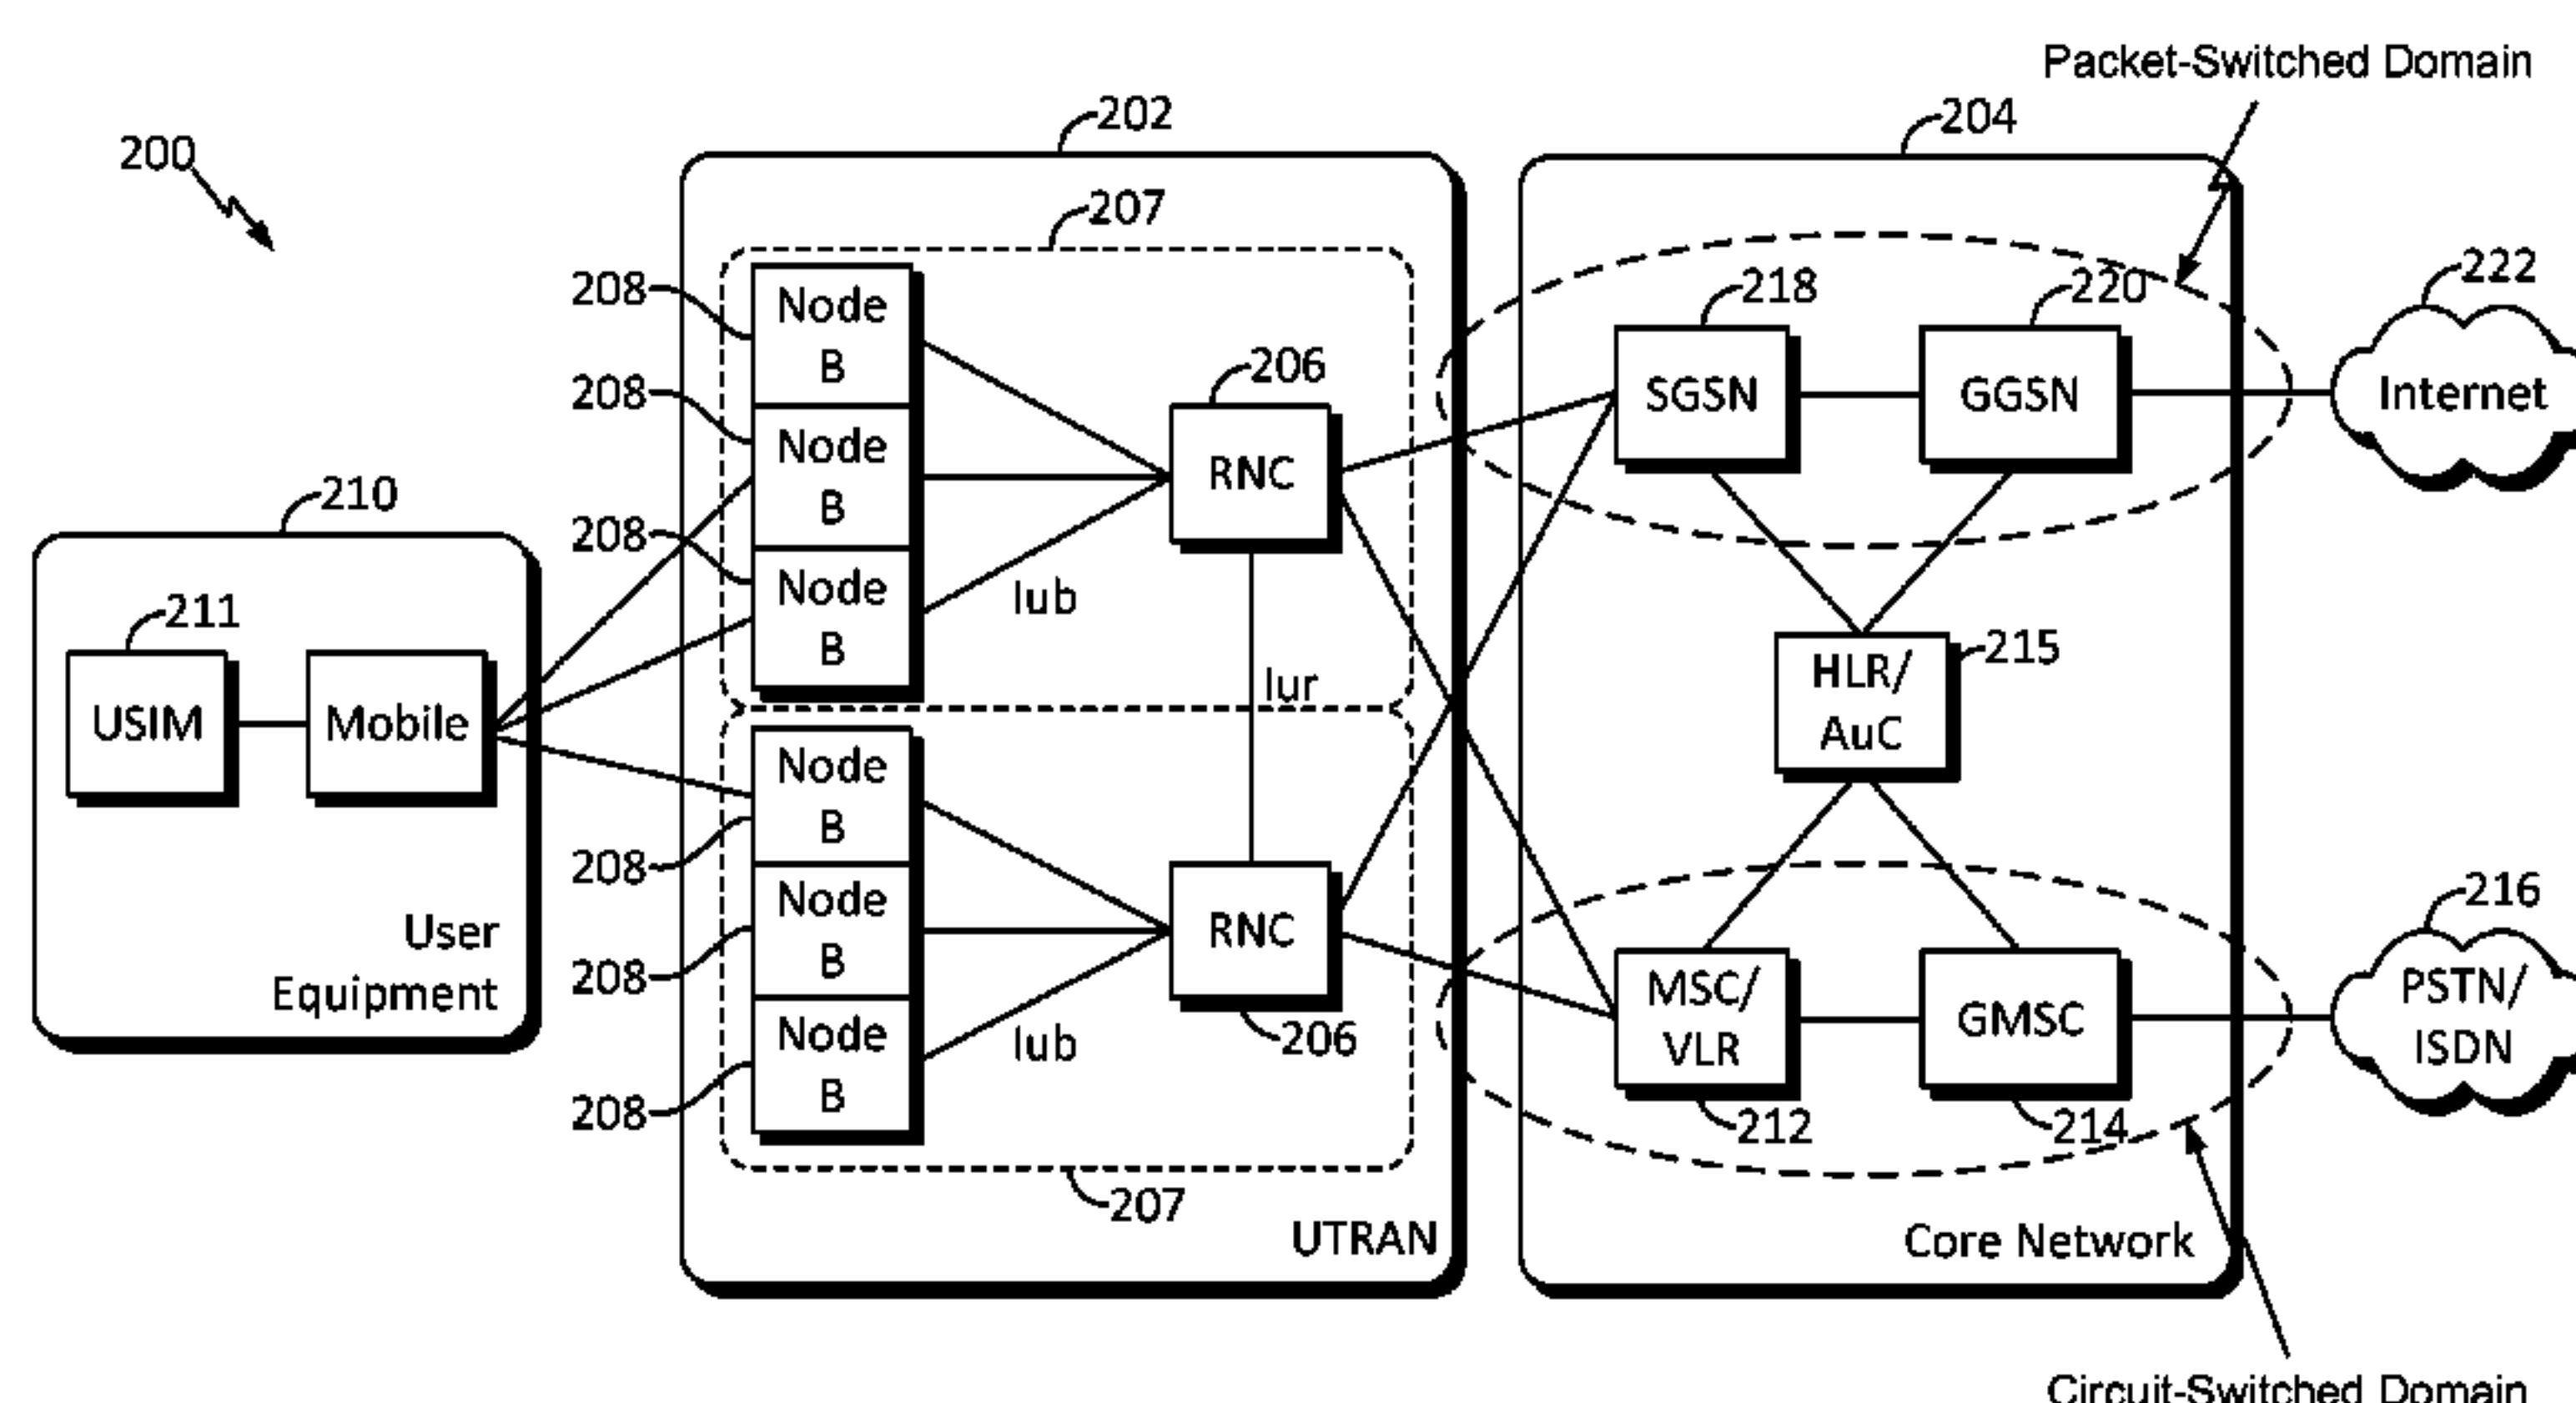 Packet-Switched Domain
200
202
204
207
208
Node
B
218
220
222
208
Node
B
206
SGSN
GGSN
Internet
RNC
210
208
Node
B
Iub
211
Iur
HLR/
AuC
215
USIM
Mobile
Node
B
208
216
User
Equipment
Node
B
208
RNC
MSC/
VLR
GMSC
PSTN/
ISDN
Iub
206
Node
B
208
212
214
207
UTRAN
Core Network
Circuit-Switched Domain